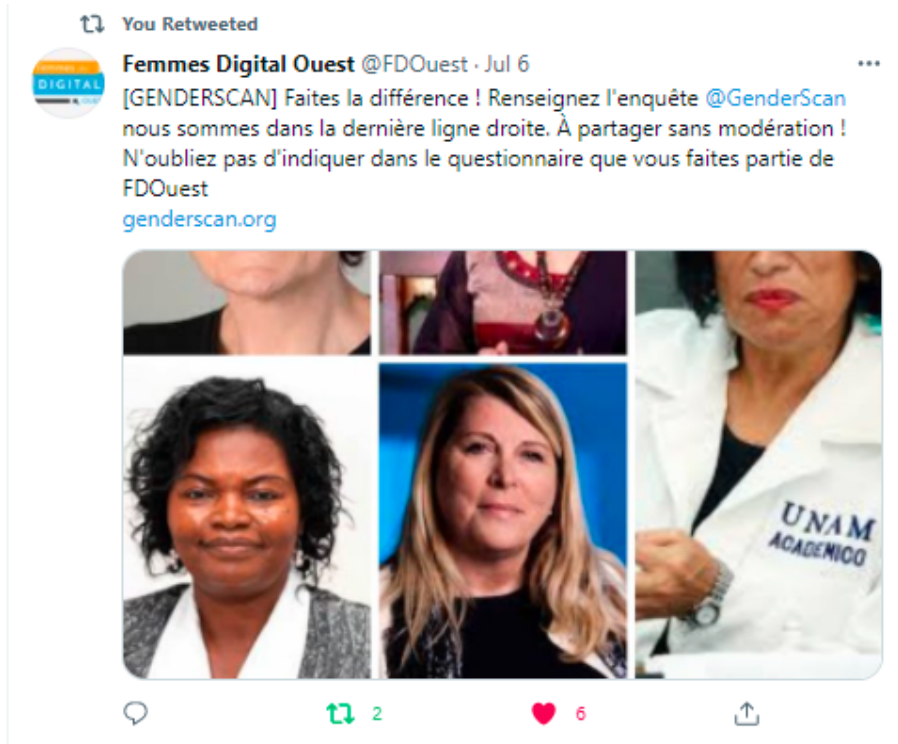 You Retweeted
Femmes Digital Ouest @FDOuest · Jul 6
[GENDERSCAN] Faites la différence ! Renseignez l'enquête @GenderScan
nous sommes dans la dernière ligne droite. À partager sans modération !
N'oubliez pas d'indiquer dans le questionnaire que vous faites partie de
FDOuest
genderscan.org
DIGITAL
UNAM
ACADEMICO
2
6